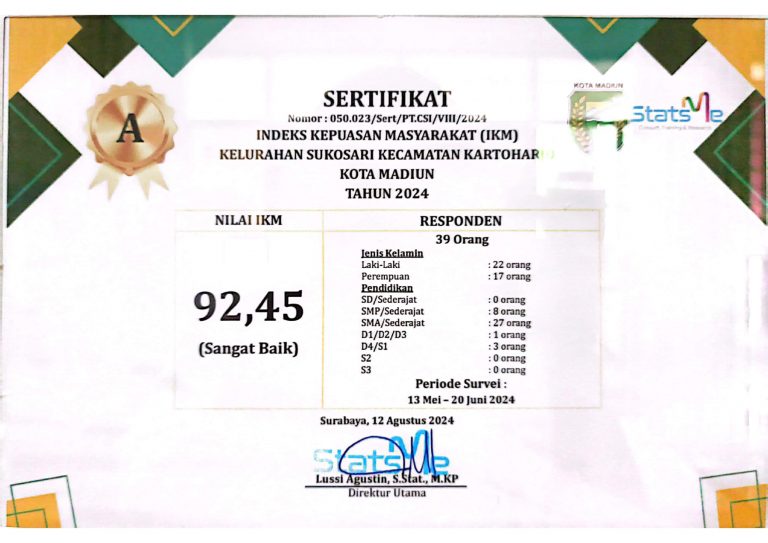 SERTIFIKAT
Nomor : 050.023/Sert/PT.CSI/VIII/2024
INDEKS KEPUASAN MASYARAKAT (IKM)
KELURAHAN SUKOSARI KECAMATAN KARTOHARJO
KOTA MADIUN
TAHUN 2024
A
KOTA MADIUN
StatsMe
Consult, Training & Research
NILAI IKM
92,45
(Sangat Baik)
RESPONDEN
39 Orang
Jenis Kelamin
Laki-Laki : 22 orang
Perempuan : 17 orang
Pendidikan
SD/Sederajat : 0 orang
SMP/Sederajat : 8 orang
SMA/Sederajat : 27 orang
D1/D2/D3 : 1 orang
D4/S1 : 3 orang
S2 : 0 orang
S3 : 0 orang
Periode Survei :
13 Mei – 20 Juni 2024
Surabaya, 12 Agustus 2024
StatsMe
Lussi Agustin, S.Stat., M.KP
Direktur Utama